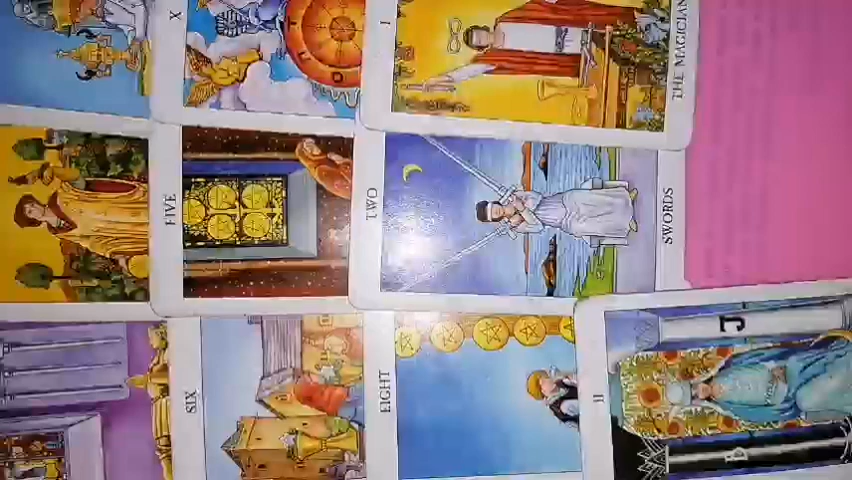 X
I
THE MAGICIAN
FIVE
TWO
SWORDS
SIX
EIGHT
II
B
J